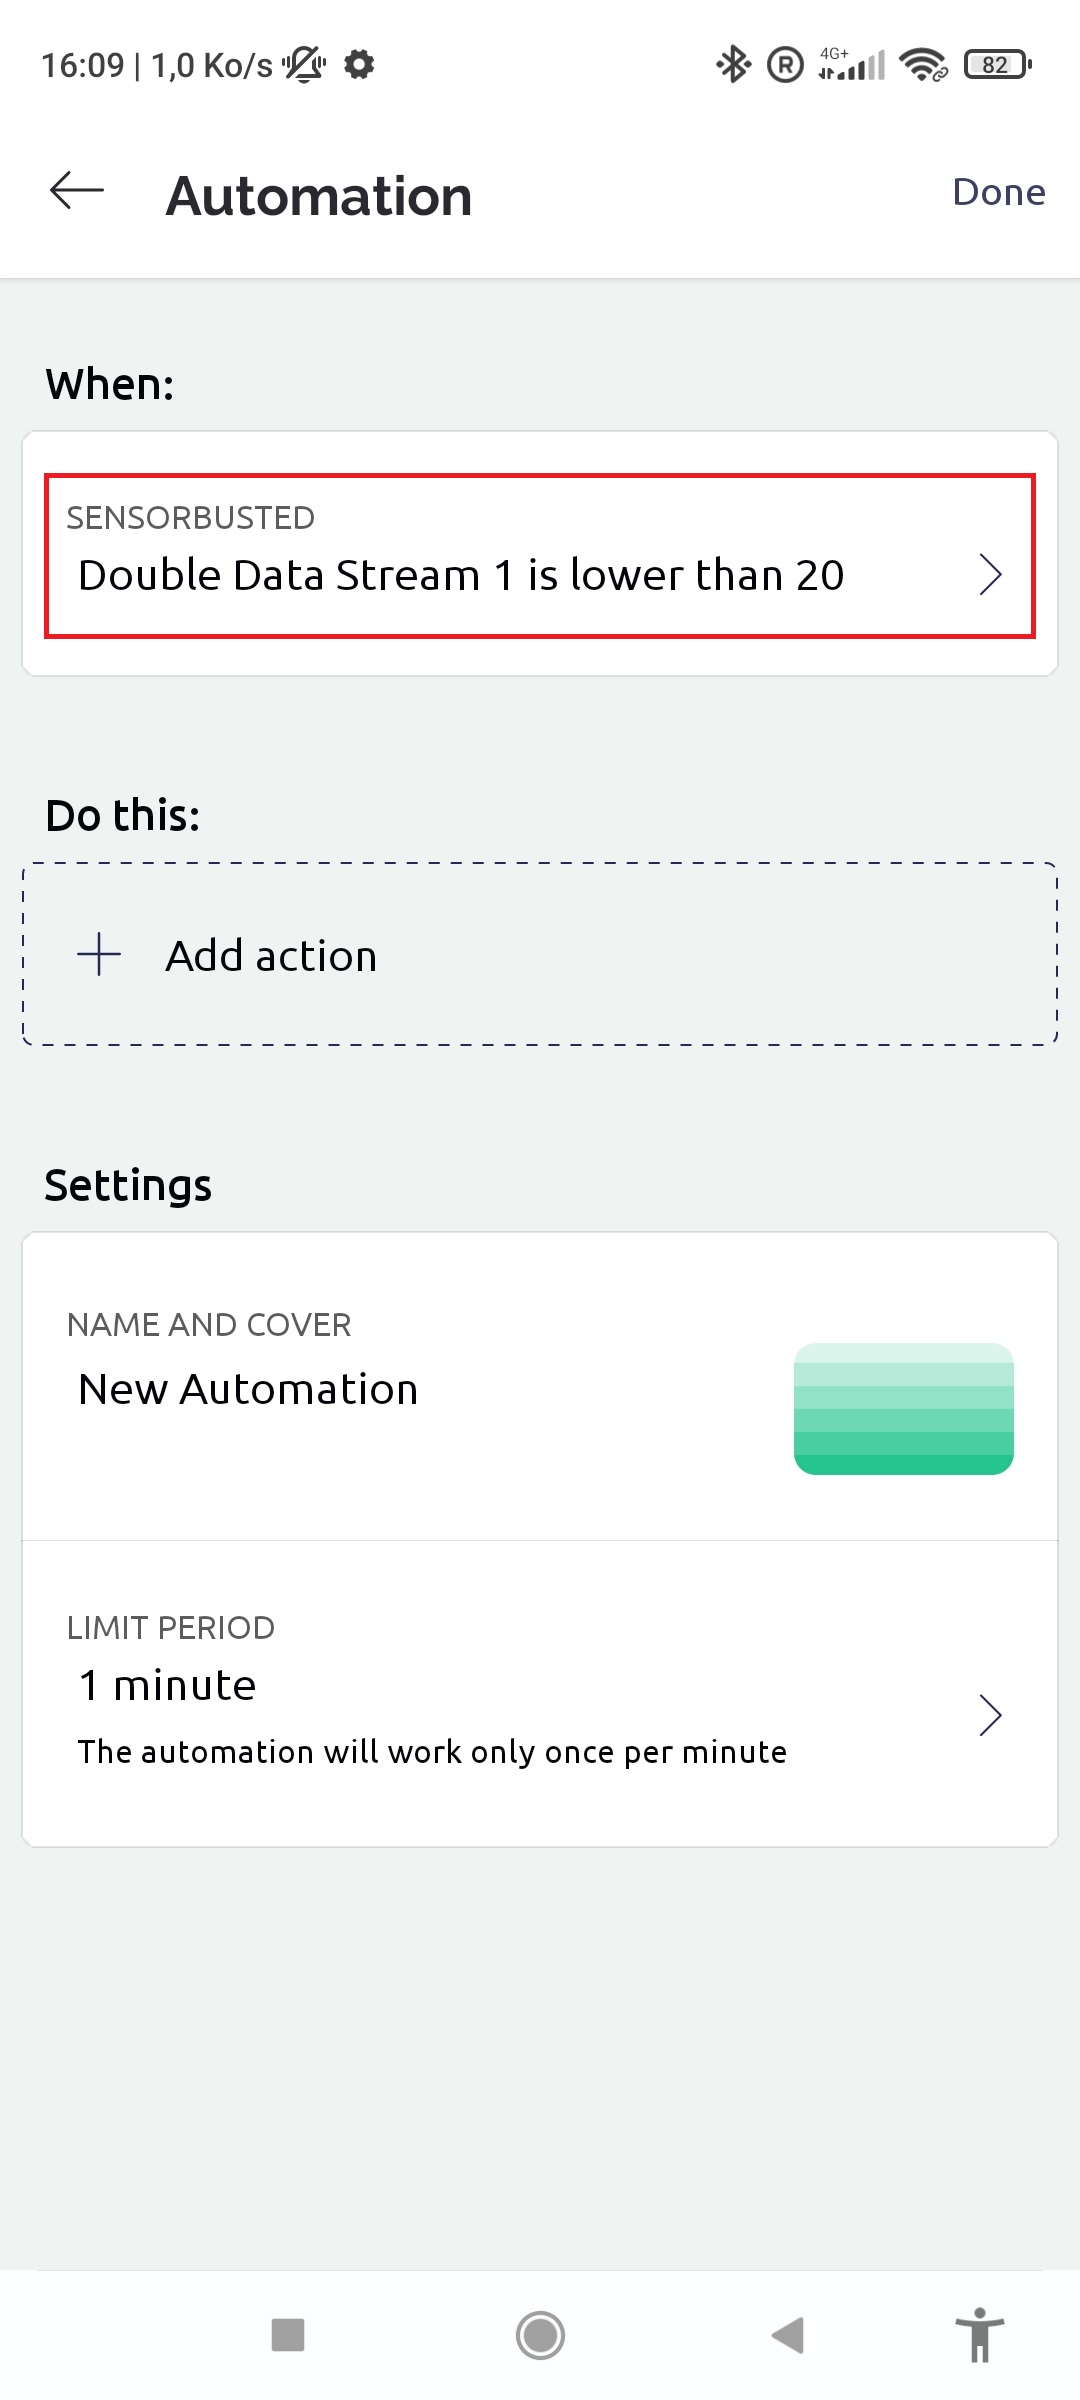 16:09 | 1,0 Ko/s
R 4G+ 82
Automation
Done
When:
SENSORBUSTED
Double Data Stream 1 is lower than 20
Do this:
Add action
Settings
NAME AND COVER
New Automation
LIMIT PERIOD
1 minute
The automation will work only once per minute